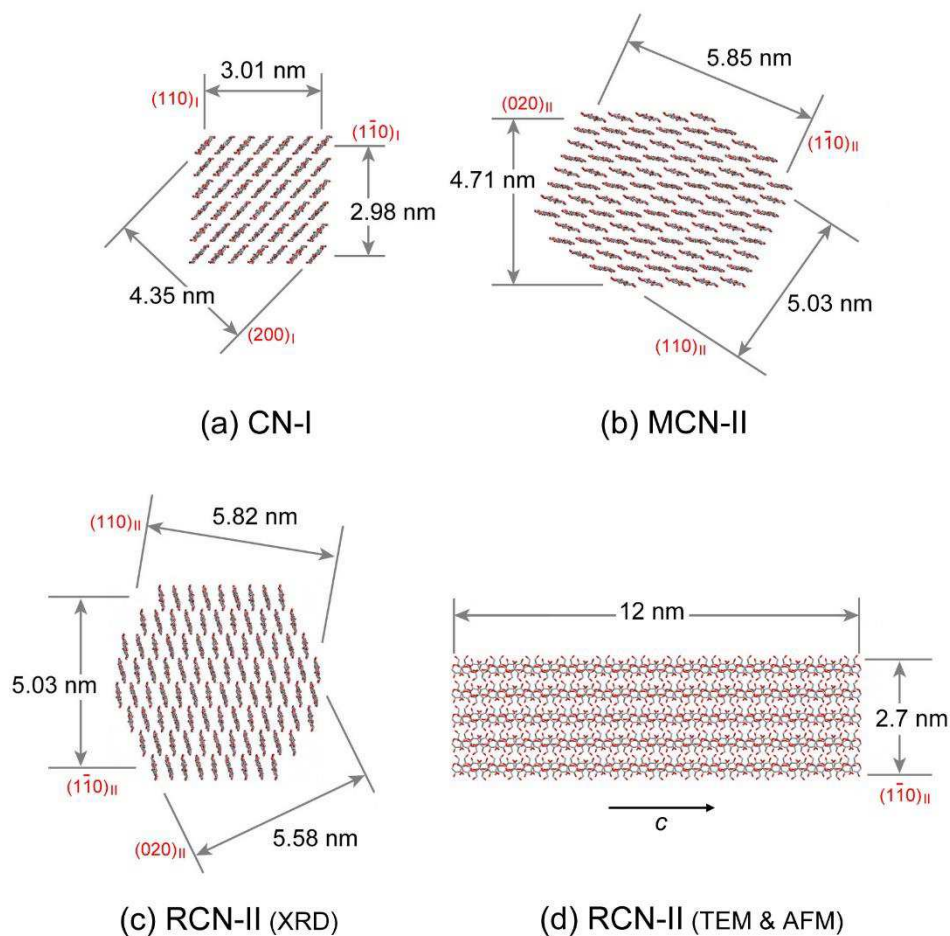 3.01 nm
(110)I
(11̄0)I
2.98 nm
4.35 nm
(200)I
(a) CN-I
5.85 nm
(020)II
(11̄0)II
4.71 nm
5.03 nm
(110)II
(b) MCN-II
(110)II
5.82 nm
5.03 nm
(11̄0)II
5.58 nm
(020)II
(c) RCN-II (XRD)
12 nm
2.7 nm
(11̄0)II
c
(d) RCN-II (TEM & AFM)